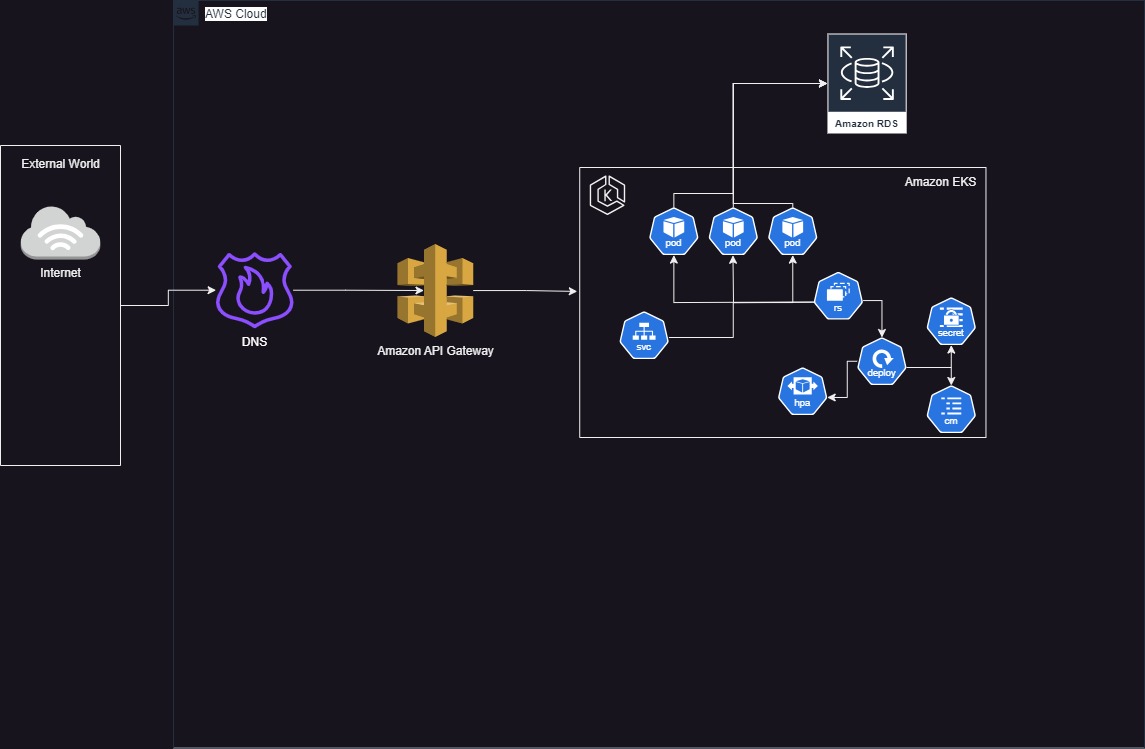 aws
AWS Cloud
Amazon RDS
External World
Internet
DNS
Amazon API Gateway
K
Amazon EKS
pod
pod
pod
rs
svc
secret
deploy
hpa
cm